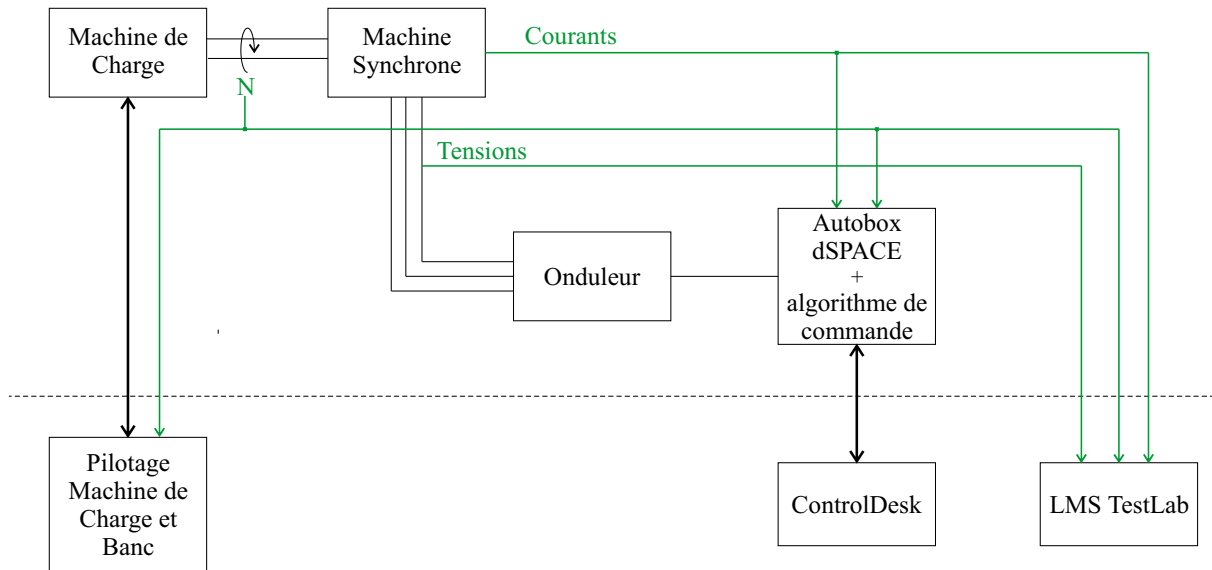 Machine de
Charge
N
Machine
Synchrone
Courants
Tensions
Onduleur
Autobox
dSPACE
+
algorithme de
commande
Pilotage
Machine de
Charge et
Banc
ControlDesk
LMS TestLab